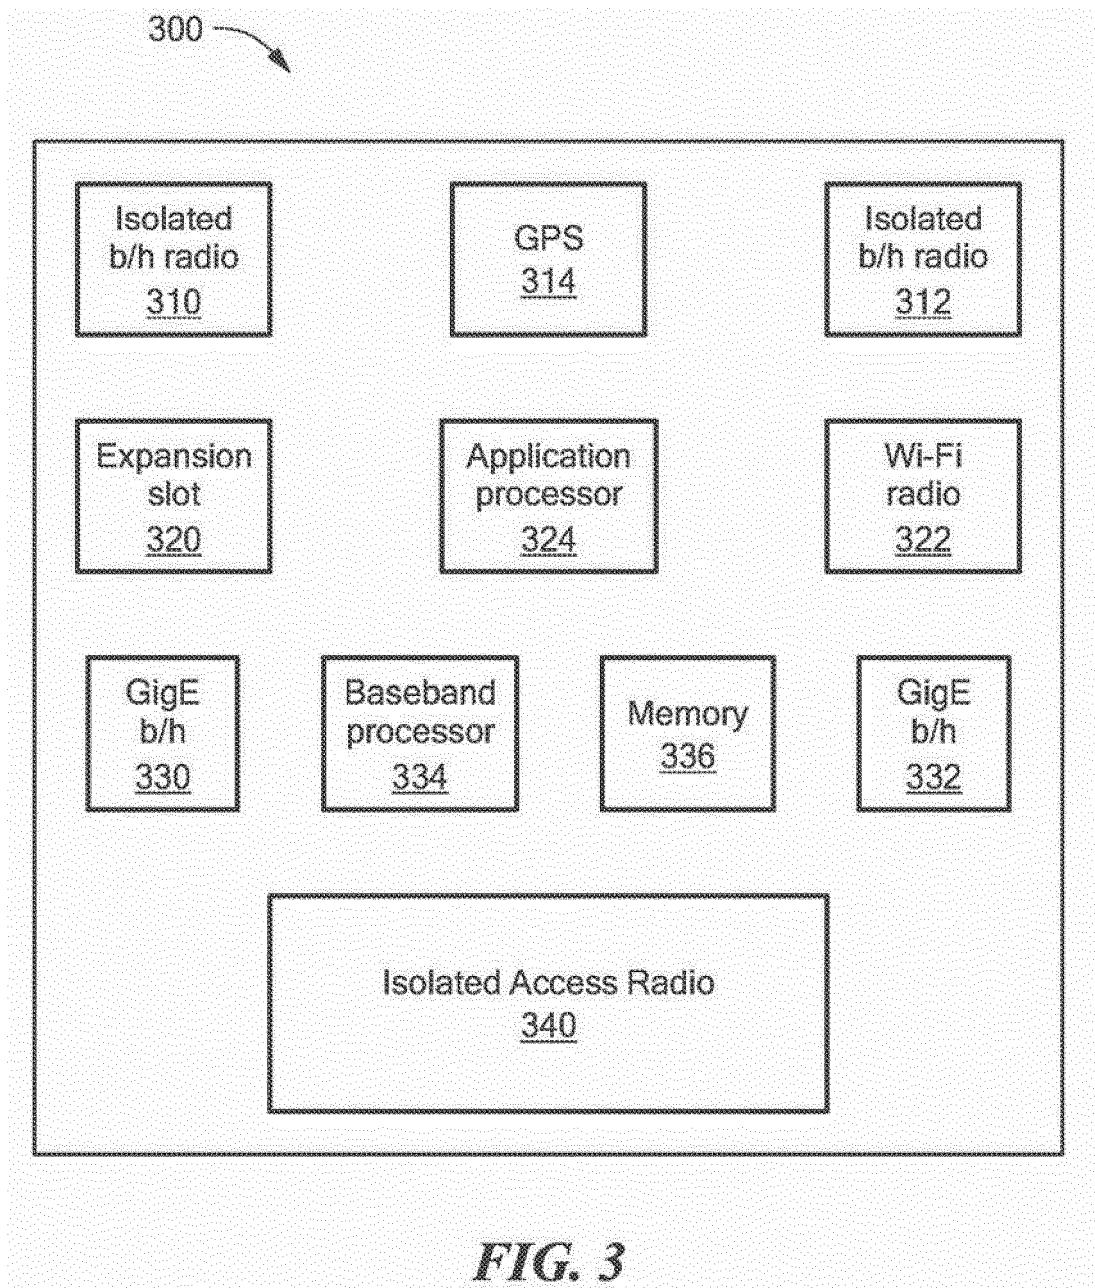 300
Isolated
b/h radio
310
GPS
314
Isolated
b/h radio
312
Expansion
slot
320
Application
processor
324
Wi-Fi
radio
322
GigE
b/h
330
Baseband
processor
334
Memory
336
GigE
b/h
332
Isolated Access Radio
340
FIG. 3